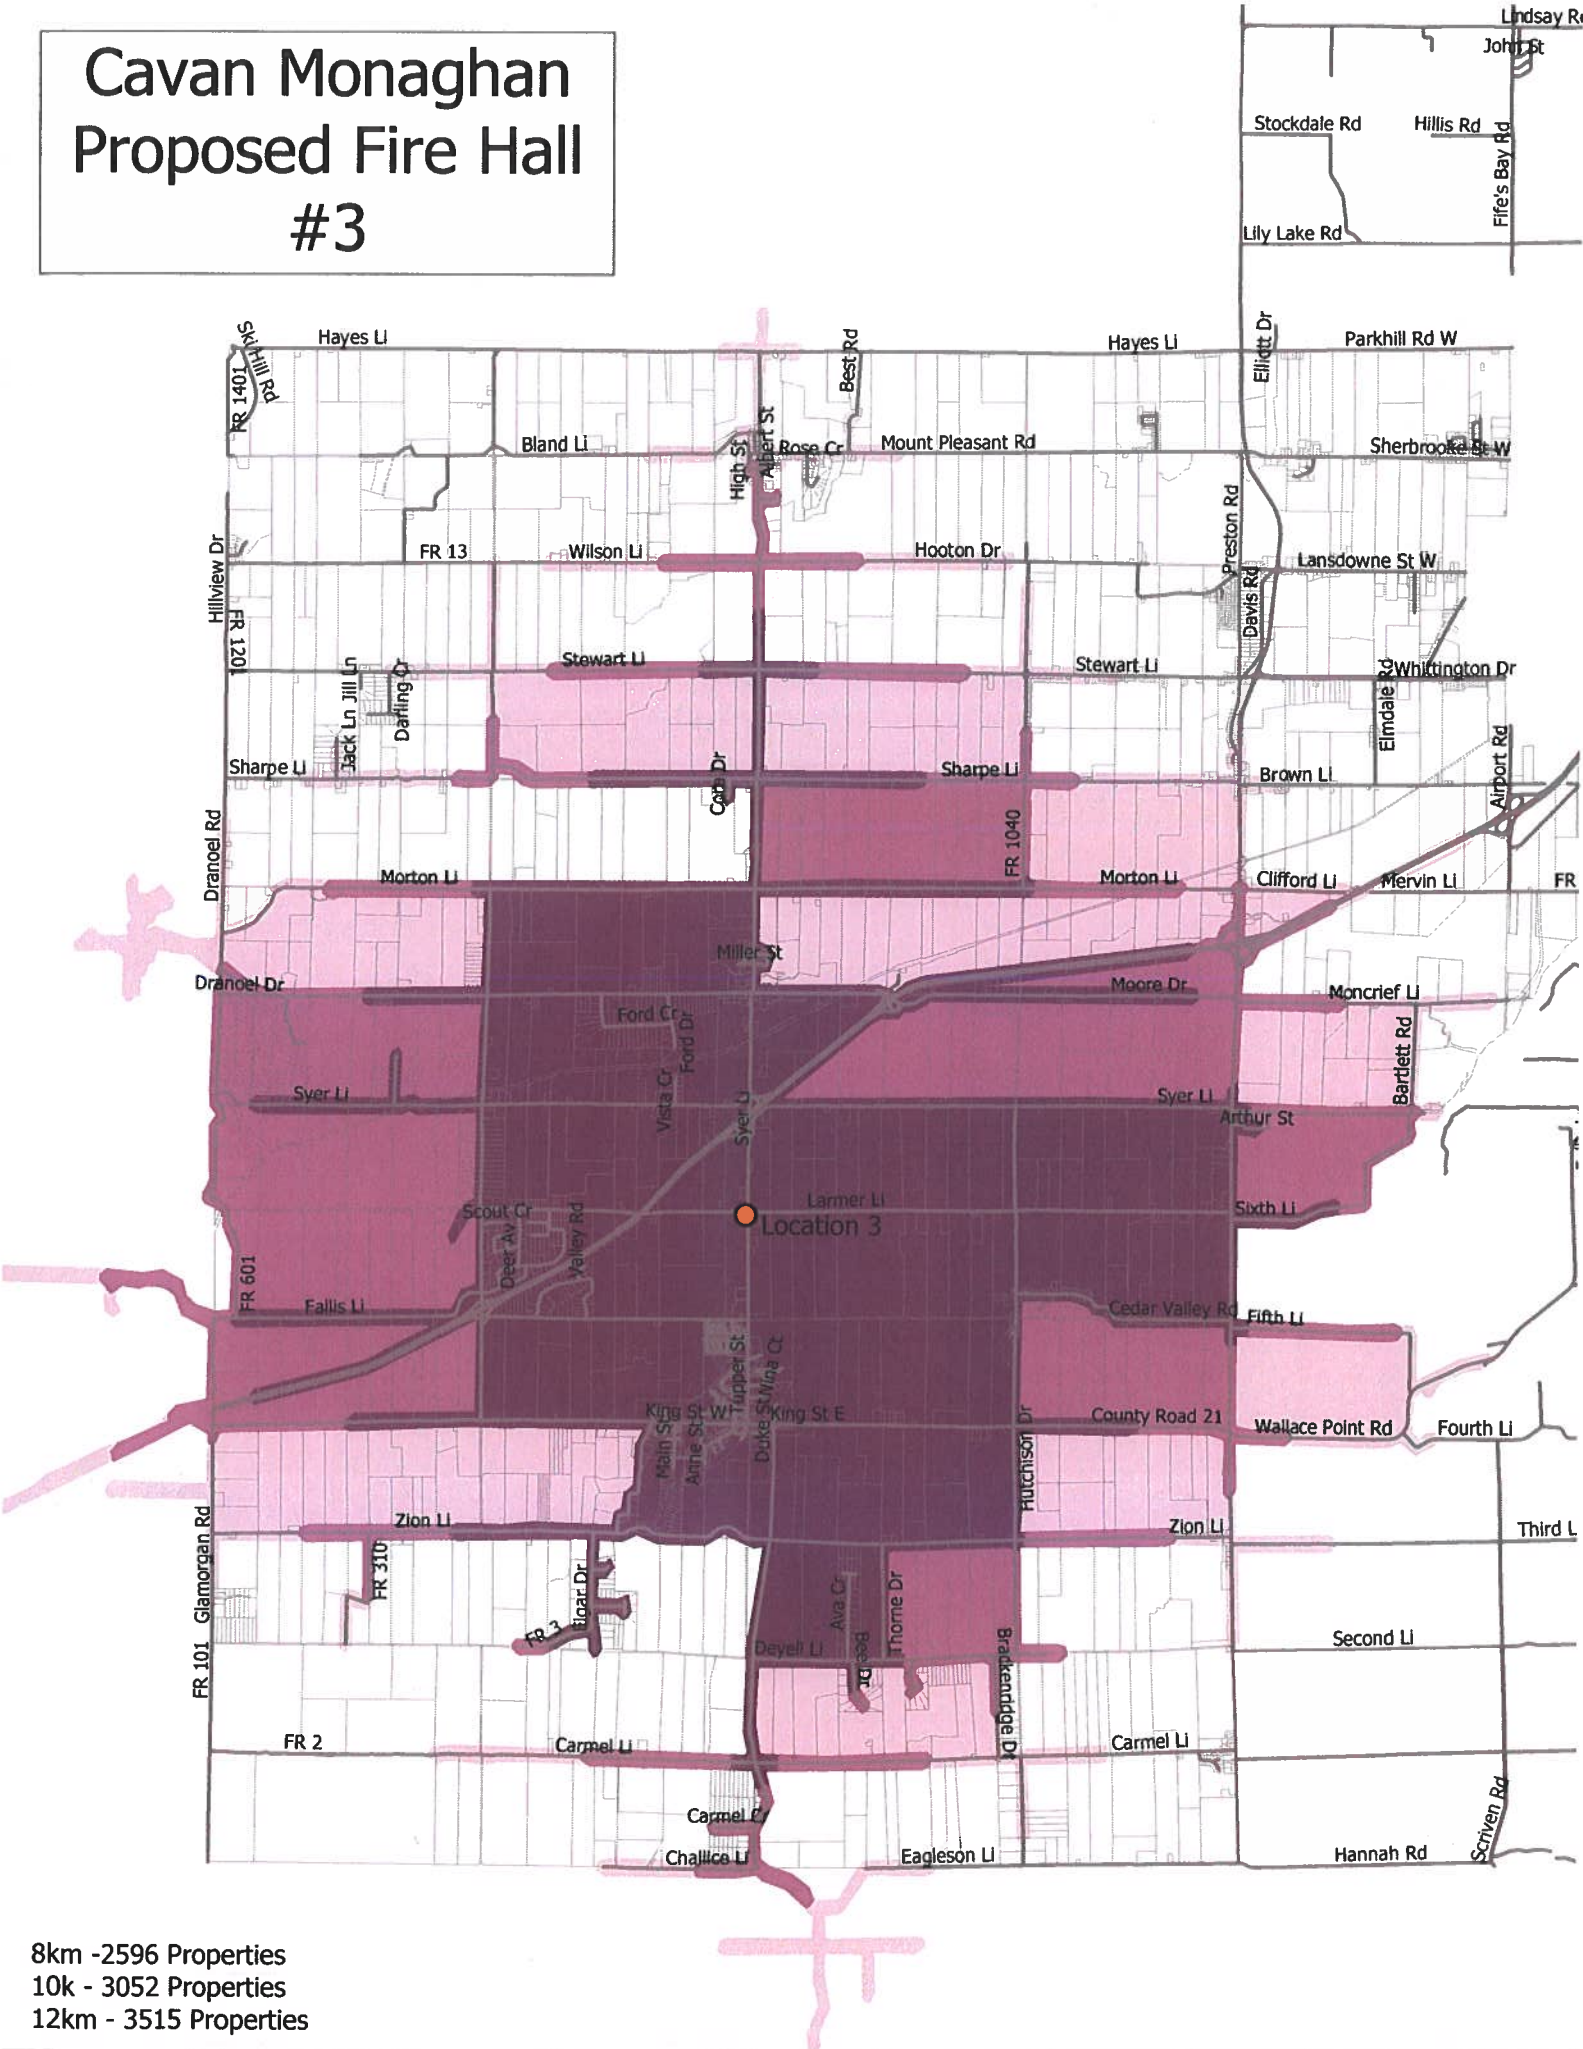 Cavan Monaghan
Proposed Fire Hall
#3
John St
Stockdale Rd
Hillis Rd
Fife's Bay Rd
Lily Lake Rd
Ski Hill Rd
Hayes Li
Best Rd
Hayes Li
Elliott Dr
Parkhill Rd W
FR 1401
Bland Li
High St
Albert St
Rose Cr
Mount Pleasant Rd
Sherbrooke St W
Hillview Dr
FR 13
Wilson Li
Hooton Dr
Preston Rd
Lansdowne St W
Davis Rd
FR 1201
Stewart Li
Stewart Li
Whittington Dr
Jack Ln
Jill Ln
Darling Cr
Elmdale Rd
Sharpe Li
Sharpe Li
Brown Li
Airport Rd
Dranoel Rd
FR 1040
Morton Li
Morton Li
Clifford Li
Mervin Li
FR
Miller St
Dranoel Dr
Moore Dr
Moncrief Li
Ford Cr
Ford Dr
Bartlett Rd
Syer Li
Vista Cr
Syer Li
Syer Li
Arthur St
Scout Cr
Larmer Li
Sixth Li
Location 3
Deer Av
Valley Rd
FR 601
Fallis Li
Cedar Valley Rd
Fifth Li
Tupper St
Nina Ct
King St W
King St E
Duke St
Main St
Anne St
County Road 21
Wallace Point Rd
Fourth Li
Hutchison Dr
Glamorgan Rd
Zion Li
Zion Li
Third L
FR 310
Elgar Dr
Ava Cr
Thorne Dr
FR 3
Deyell Li
Brackenridge Dr
Second Li
FR 101
FR 2
Carmel Li
Carmel Li
Carmel Cr
Scriven Rd
Challice Li
Eagleson Li
Hannah Rd
8km -2596 Properties
10k - 3052 Properties
12km - 3515 Properties